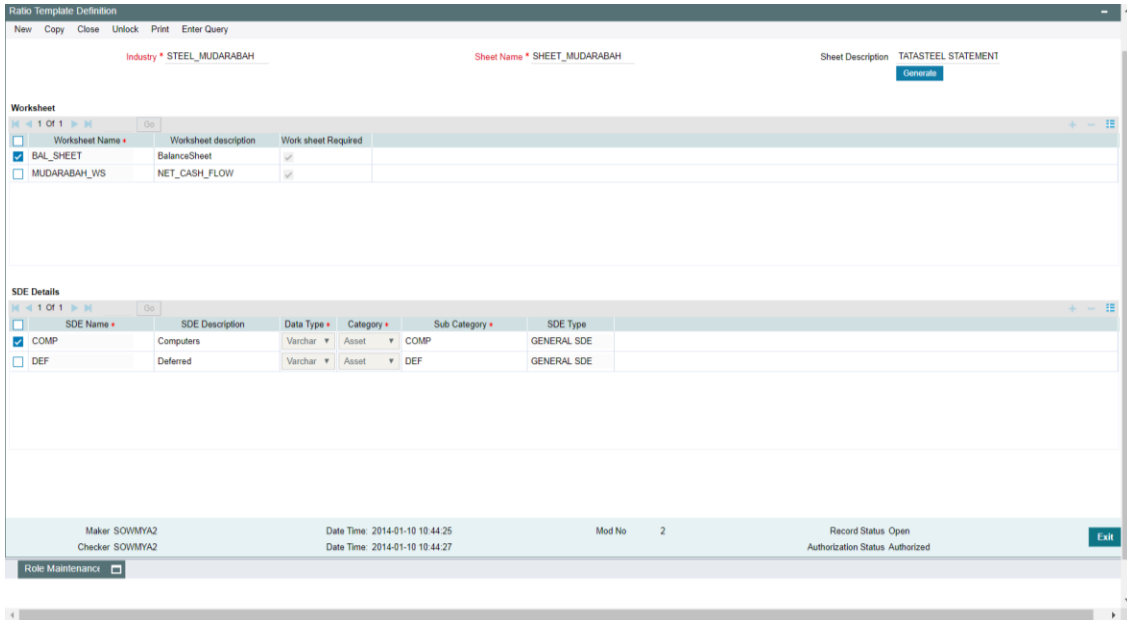 Ratio Template Definition
New Copy Close Unlock Print Enter Query
Industry * STEEL_MUDARABAH Sheet Name * SHEET_MUDARABAH Sheet Description TATASTEEL STATEMENT
Generate
Worksheet
1 Of 1 Go
Worksheet Name * Worksheet description Work sheet Required
BAL_SHEET BalanceSheet
MUDARABAH_WS NET_CASH_FLOW
SDE Details
1 Of 1 Go
SDE Name * SDE Description Data Type * Category * Sub Category * SDE Type
COMP Computers Varchar Asset COMP GENERAL SDE
DEF Deferred Varchar Asset DEF GENERAL SDE
Maker SOWMYA2 Date Time: 2014-01-10 10:44:25 Mod No 2 Record Status Open
Exit
Checker SOWMYA2 Date Time: 2014-01-10 10:44:27 Authorization Status Authorized
Role Maintenance